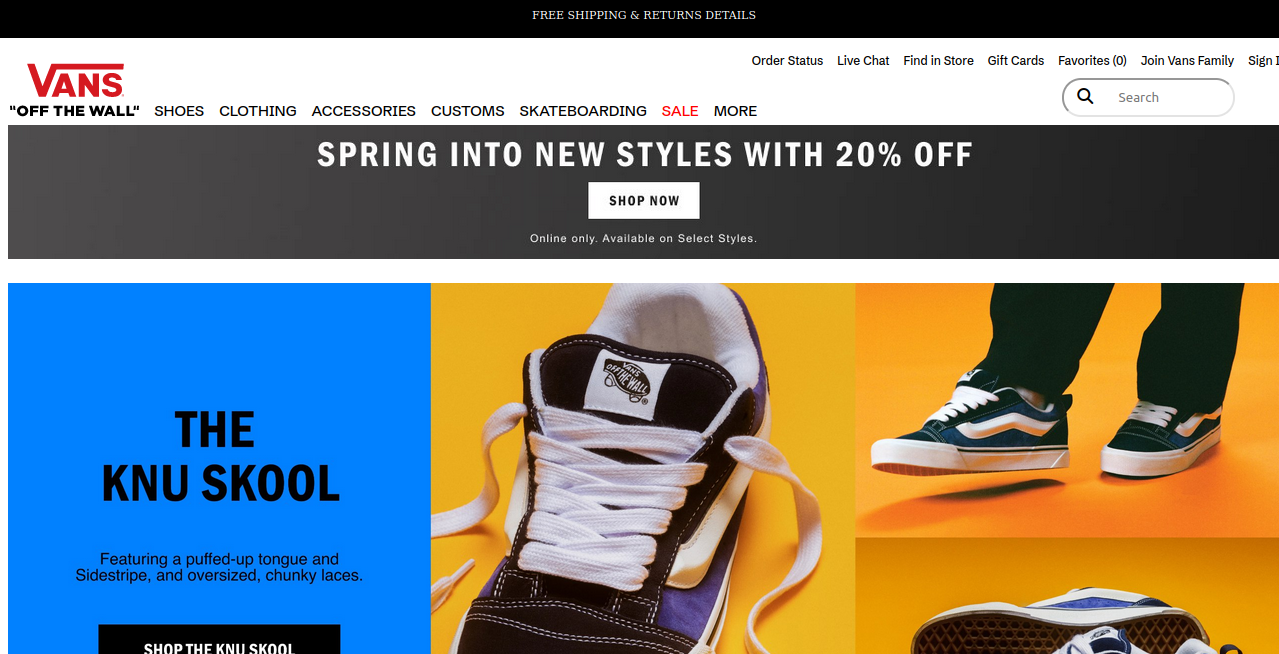 FREE SHIPPING & RETURNS DETAILS
Order Status Live Chat Find in Store Gift Cards Favorites (0) Join Vans Family Sign
VANS
"OFF THE WALL"
SHOES CLOTHING ACCESSORIES CUSTOMS SKATEBOARDING SALE MORE
Search
SPRING INTO NEW STYLES WITH 20% OFF
SHOP NOW
Online only. Available on Select Styles.
THE
KNU SKOOL
Featuring a puffed-up tongue and
Sidestripe, and oversized, chunky laces.
SHOP THE KNU SKOOL
VANS
OFF THE WALL